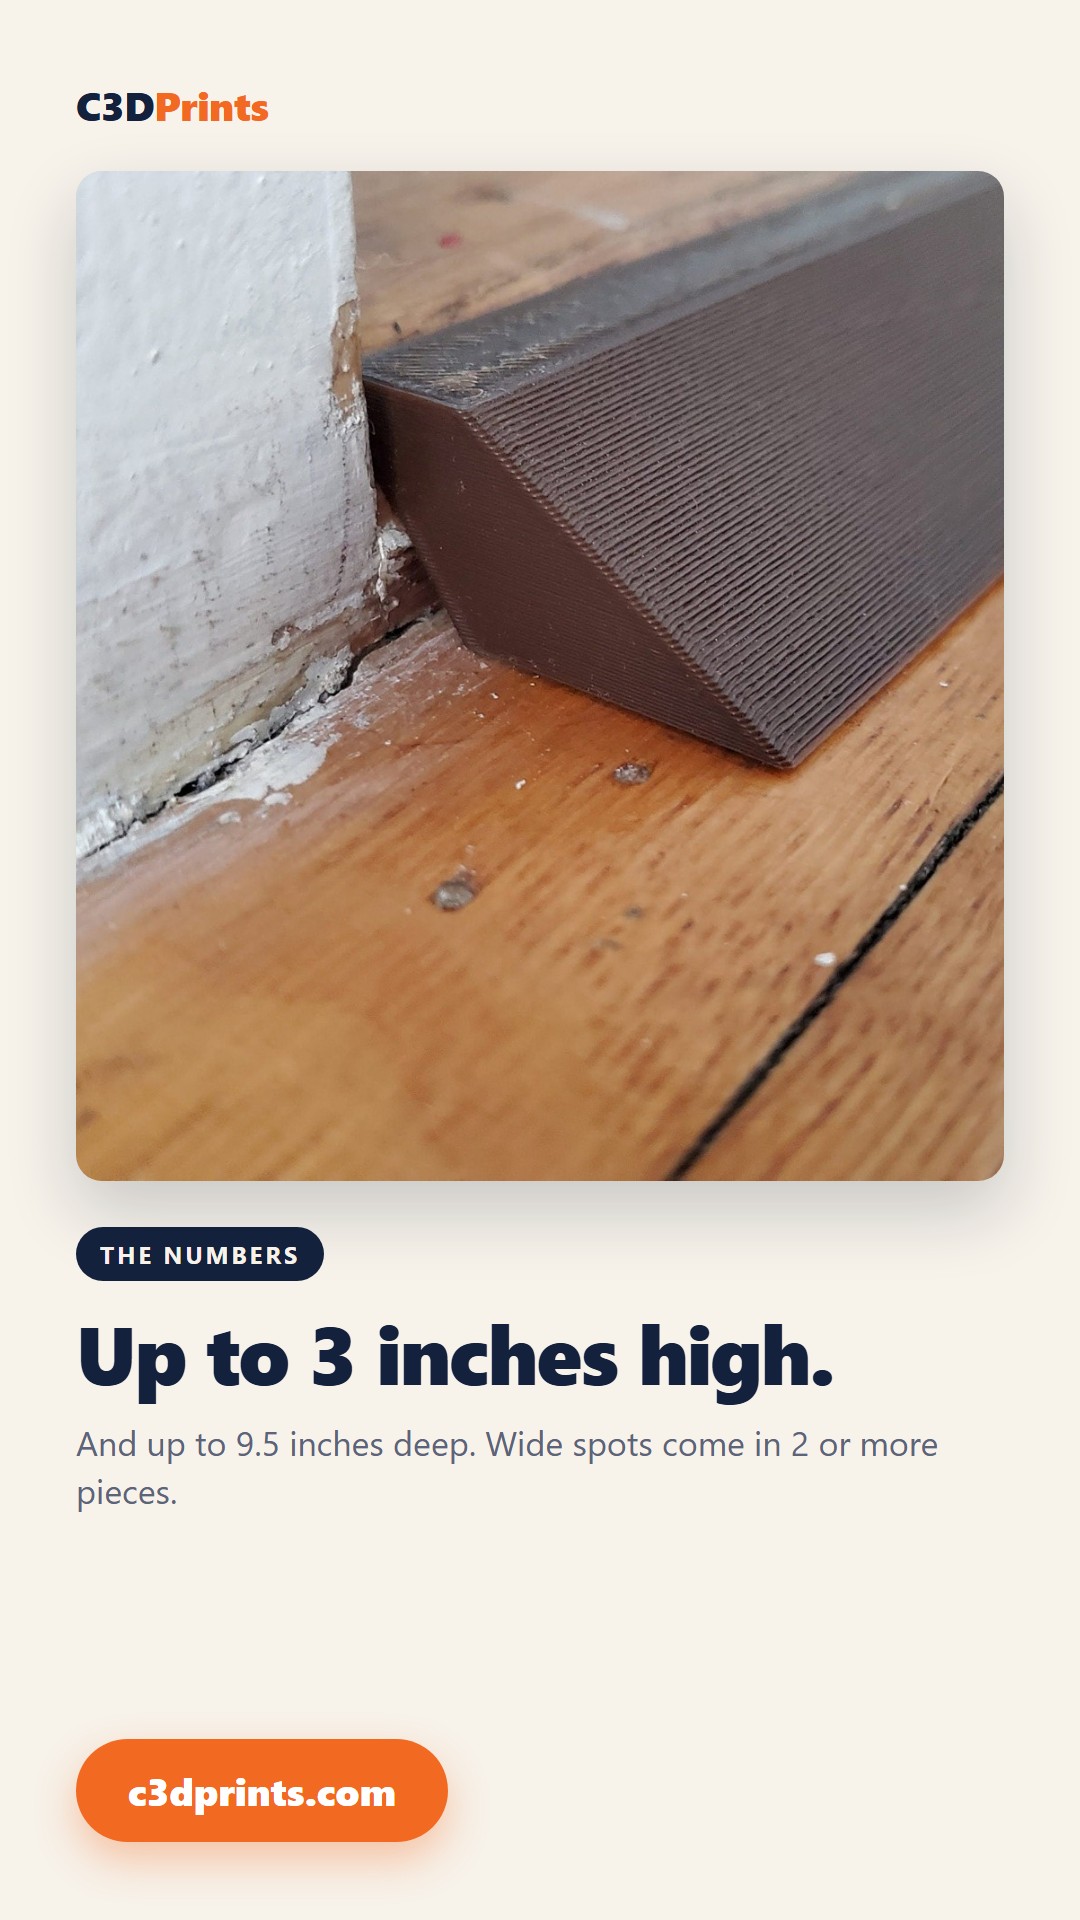 C3DPrints
THE NUMBERS
Up to 3 inches high.
And up to 9.5 inches deep. Wide spots come in 2 or more
pieces.
c3dprints.com